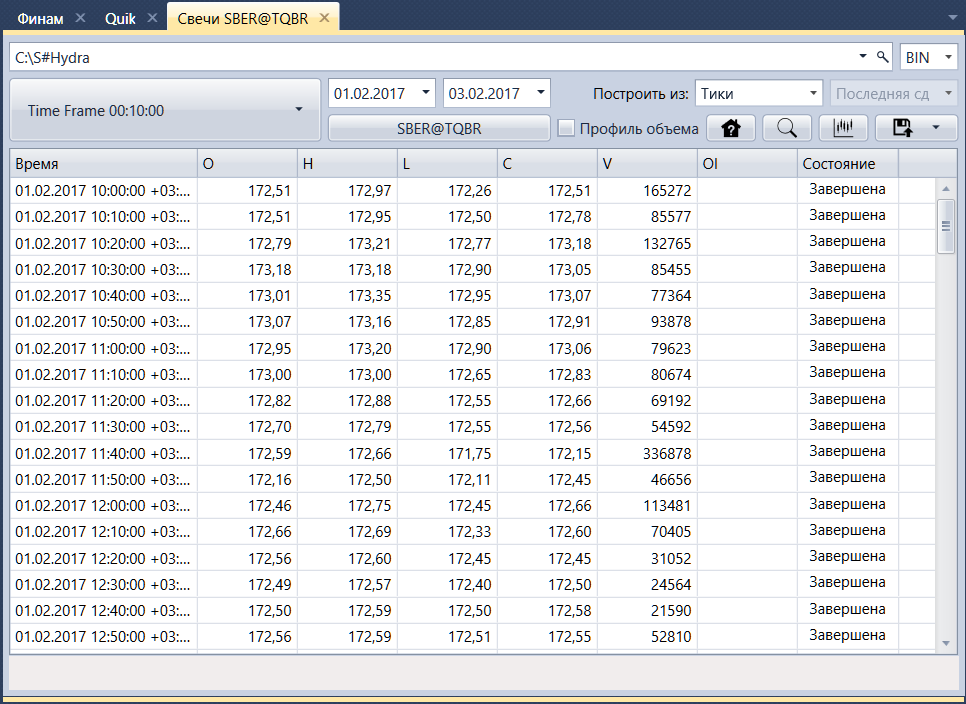 Финам Quik Свечи SBER@TQBR
C:\S#Hydra BIN
Time Frame 00:10:00 01.02.2017 03.02.2017 Построить из: Тики Последняя сд
SBER@TQBR Профиль объема
Время O H L C V OI Состояние
01.02.2017 10:00:00 +03:... 172,51 172,97 172,26 172,51 165272 Завершена
01.02.2017 10:10:00 +03:... 172,51 172,95 172,50 172,78 85577 Завершена
01.02.2017 10:20:00 +03:... 172,79 173,21 172,77 173,18 132765 Завершена
01.02.2017 10:30:00 +03:... 173,18 173,18 172,90 173,05 85455 Завершена
01.02.2017 10:40:00 +03:... 173,01 173,35 172,95 173,07 77364 Завершена
01.02.2017 10:50:00 +03:... 173,07 173,16 172,85 172,91 93878 Завершена
01.02.2017 11:00:00 +03:... 172,95 173,20 172,90 173,06 79623 Завершена
01.02.2017 11:10:00 +03:... 173,00 173,00 172,65 172,83 80674 Завершена
01.02.2017 11:20:00 +03:... 172,82 172,88 172,55 172,66 69192 Завершена
01.02.2017 11:30:00 +03:... 172,70 172,79 172,55 172,56 54592 Завершена
01.02.2017 11:40:00 +03:... 172,59 172,66 171,75 172,15 336878 Завершена
01.02.2017 11:50:00 +03:... 172,16 172,50 172,11 172,45 46656 Завершена
01.02.2017 12:00:00 +03:... 172,46 172,75 172,45 172,66 113481 Завершена
01.02.2017 12:10:00 +03:... 172,66 172,69 172,33 172,60 70405 Завершена
01.02.2017 12:20:00 +03:... 172,56 172,60 172,45 172,45 31052 Завершена
01.02.2017 12:30:00 +03:... 172,49 172,57 172,40 172,50 24564 Завершена
01.02.2017 12:40:00 +03:... 172,50 172,59 172,50 172,58 21590 Завершена
01.02.2017 12:50:00 +03:... 172,56 172,59 172,51 172,55 52810 Завершена